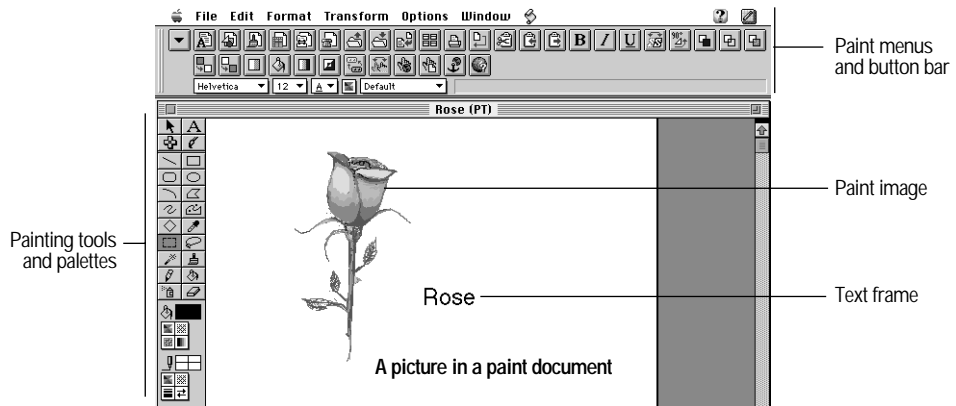 File Edit Format Transform Options Window
B I U
90°
Helvetica 12 A Default
Rose (PT)
A
Paint menus
and button bar
Paint image
Painting tools
and palettes
Rose
Text frame
A picture in a paint document